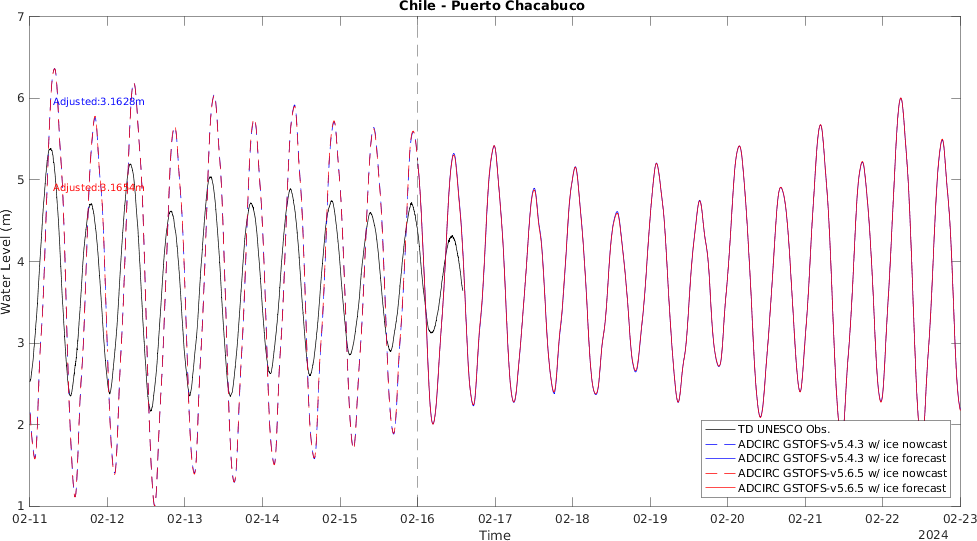 Chile - Puerto Chacabuco
7
6
5
4
3
2
1
Water Level (m)
Adjusted:3.1628m
Adjusted:3.1654m
TD UNESCO Obs.
ADCIRC GSTOFS-v5.4.3 w/ ice nowcast
ADCIRC GSTOFS-v5.4.3 w/ ice forecast
ADCIRC GSTOFS-v5.6.5 w/ ice nowcast
ADCIRC GSTOFS-v5.6.5 w/ ice forecast
02-11 02-12 02-13 02-14 02-15 02-16 02-17 02-18 02-19 02-20 02-21 02-22 02-23
Time
2024